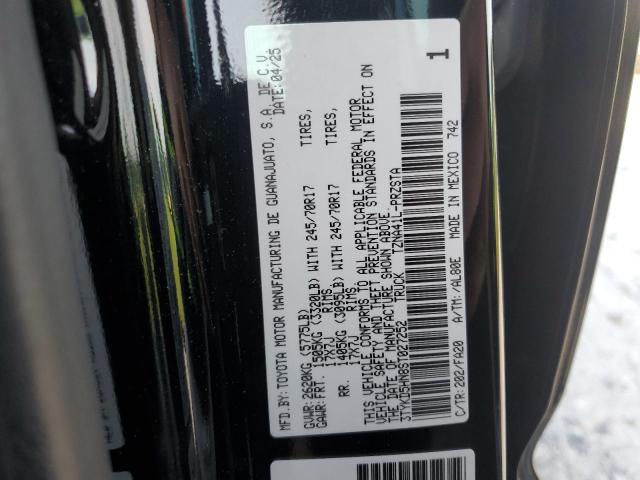 MFD.BY:TOYOTA MOTOR MANUFACTURING DE GUANAJUATO, S.A. DE C.V.
DATE:04/25
GVWR:2620KG (5775LB)
GAWR:FRT. 1505KG (3320LB) WITH 245/70R17 TIRES,
17X7J RIMS,
RR. 1405KG (3095LB) WITH 245/70R17 TIRES,
17X7J RIMS
THIS VEHICLE CONFORMS TO ALL APPLICABLE FEDERAL MOTOR
VEHICLE SAFETY AND THEFT PREVENTION STANDARDS IN EFFECT ON
THE DATE OF MANUFACTURE SHOWN ABOVE.
TRUCK TZNA41L-PRZSTA
C/TR:202/FA20 A/TM:/AL80E MADE IN MEXICO 742
1